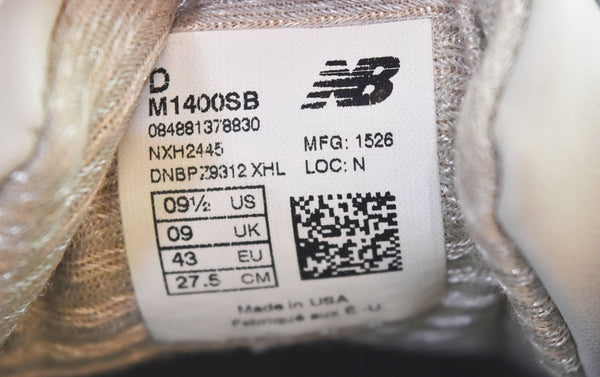 D
M1400SB
084881378830
NXH2445
DNBPZ9312 XHL
NB
MFG: 1526
LOC: N
09½ US
09 UK
43 EU
27.5 CM
Made in USA
Fabriqué aux É.-U.